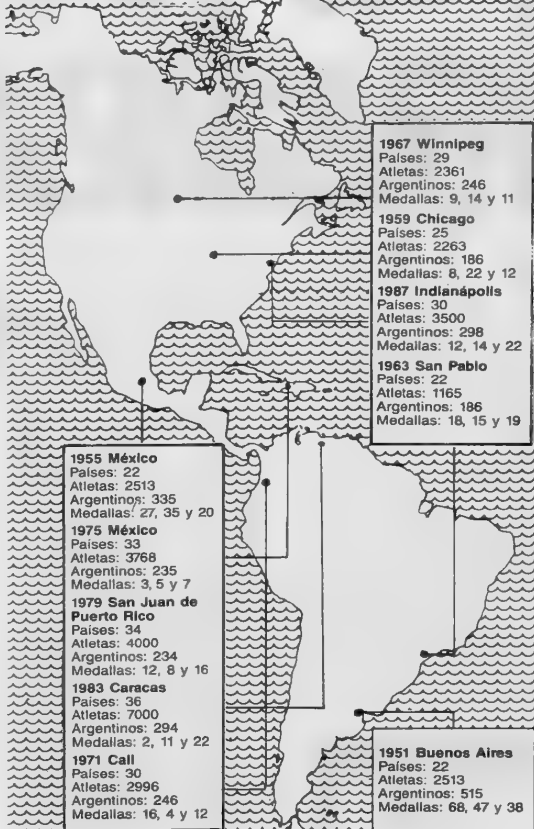 1967 Winnipeg
Países: 29
Atletas: 2361
Argentinos: 246
Medallas: 9, 14 y 11
1959 Chicago
Países: 25
Atletas: 2263
Argentinos: 186
Medallas: 8, 22 y 12
1987 Indianápolis
Países: 30
Atletas: 3500
Argentinos: 298
Medallas: 12, 14 y 22
1963 San Pablo
Países: 22
Atletas: 1165
Argentinos: 186
Medallas: 18, 15 y 19
1955 México
Países: 22
Atletas: 2513
Argentinos: 335
Medallas: 27, 35 y 20
1975 México
Países: 33
Atletas: 3768
Argentinos: 235
Medallas: 3, 5 y 7
1979 San Juan de
Puerto Rico
Países: 34
Atletas: 4000
Argentinos: 234
Medallas: 12, 8 y 16
1983 Caracas
Países: 36
Atletas: 7000
Argentinos: 294
Medallas: 2, 11 y 22
1971 Cali
Países: 30
Atletas: 2996
Argentinos: 246
Medallas: 16, 4 y 12
1951 Buenos Aires
Países: 22
Atletas: 2513
Argentinos: 515
Medallas: 68, 47 y 38